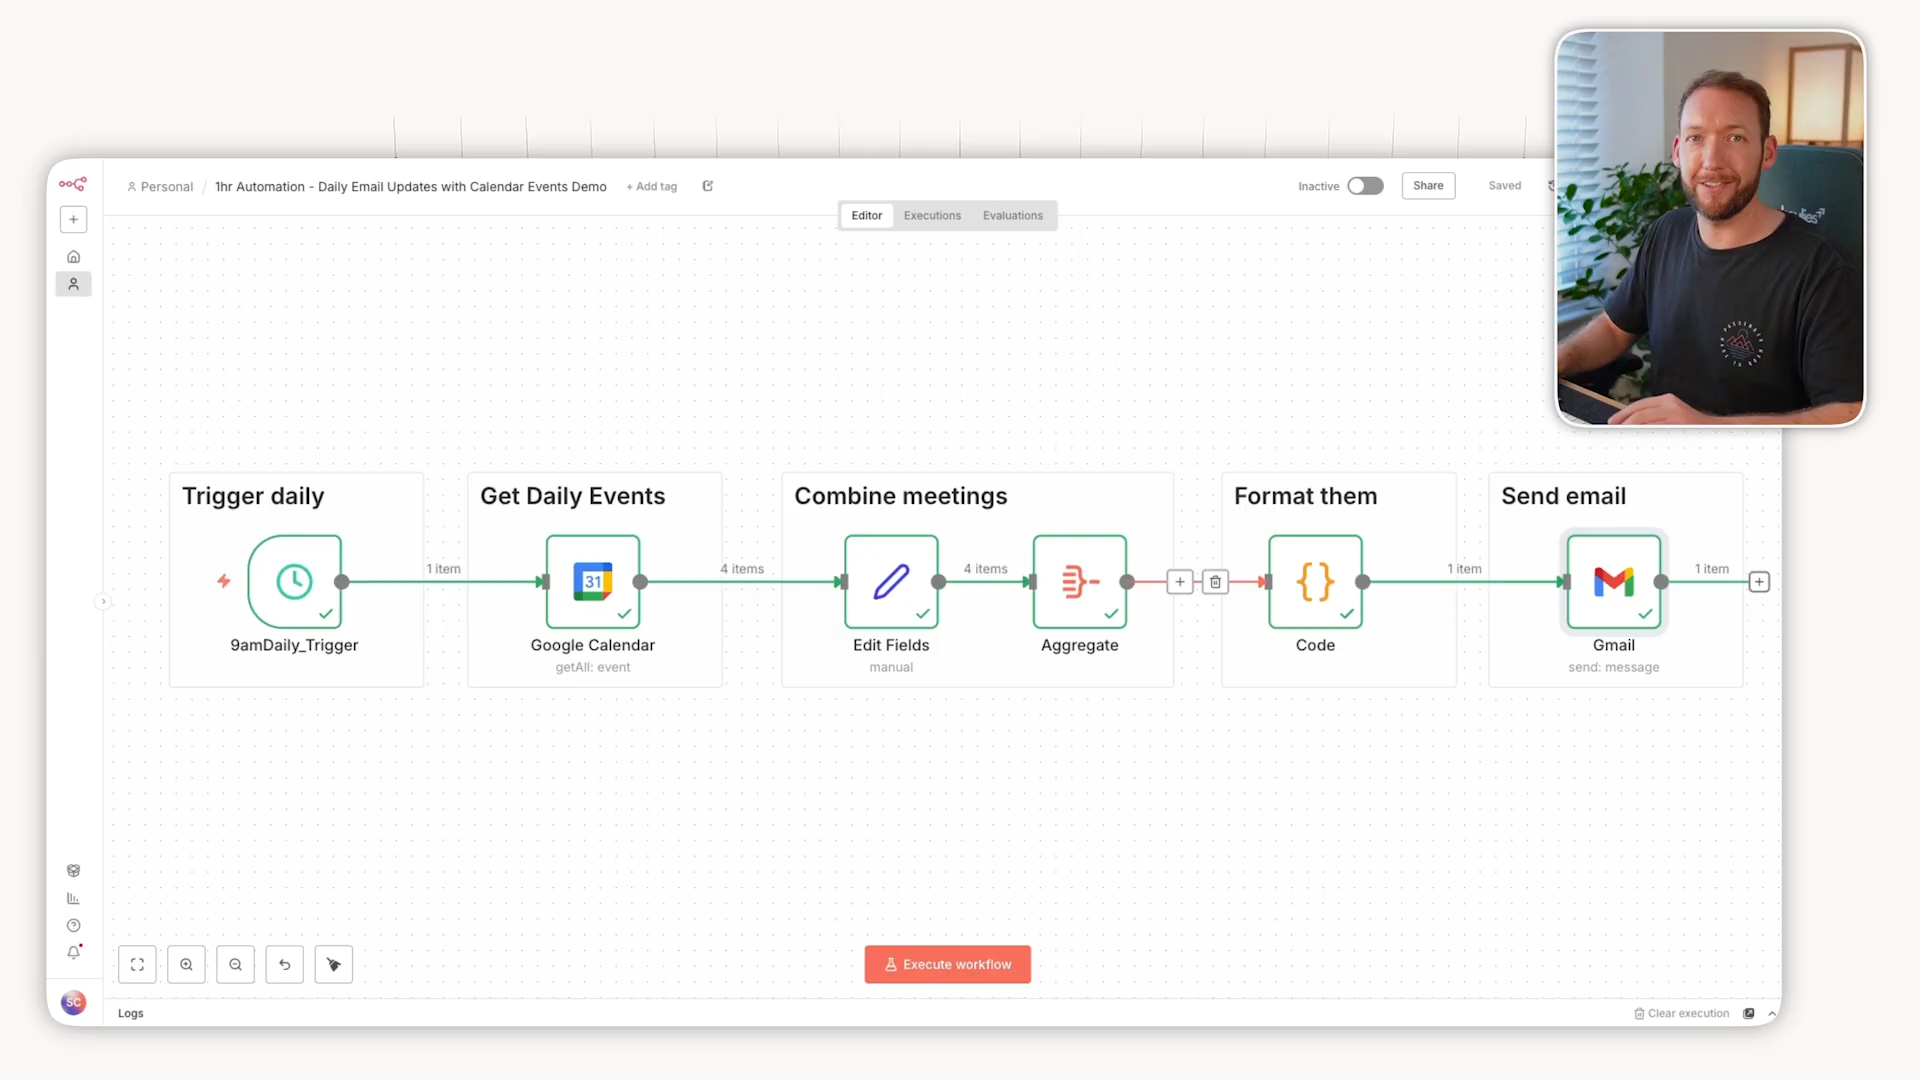 Personal / 1hr Automation - Daily Email Updates with Calendar Events Demo + Add tag
Inactive Share Saved
Editor Executions Evaluations
Trigger daily
Get Daily Events
Combine meetings
Format them
Send email
1 item
4 items
4 items
1 item
1 item
31
9amDaily_Trigger
Google Calendar
getAll: event
Edit Fields
manual
Aggregate
{}
Code
Gmail
send: message
Execute workflow
SC
Logs
Clear execution